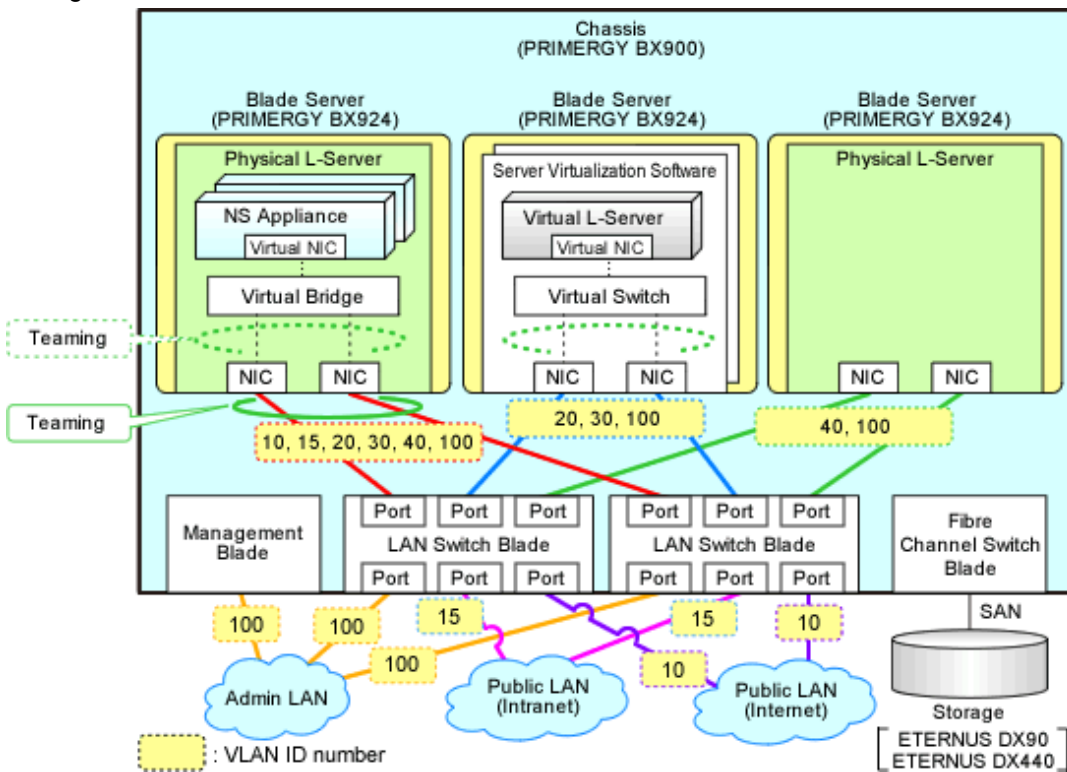 Chassis
(PRIMERGY BX900)
Blade Server
(PRIMERGY BX924)
Blade Server
(PRIMERGY BX924)
Blade Server
(PRIMERGY BX924)
Physical L-Server
Server Virtualization Software
Physical L-Server
NS Appliance
Virtual NIC
Virtual L-Server
Virtual NIC
Virtual Bridge
Virtual Switch
Teaming
NIC
NIC
NIC
NIC
NIC
NIC
Teaming
10, 15, 20, 30, 40, 100
20, 30, 100
40, 100
Management
Blade
Port
Port
Port
LAN Switch Blade
Port
Port
Port
Port
Port
Port
LAN Switch Blade
Port
Port
Port
Fibre
Channel Switch
Blade
100
100
15
100
15
10
10
SAN
Admin LAN
Public LAN
(Intranet)
Public LAN
(Internet)
Storage
ETERNUS DX90
ETERNUS DX440
: VLAN ID number